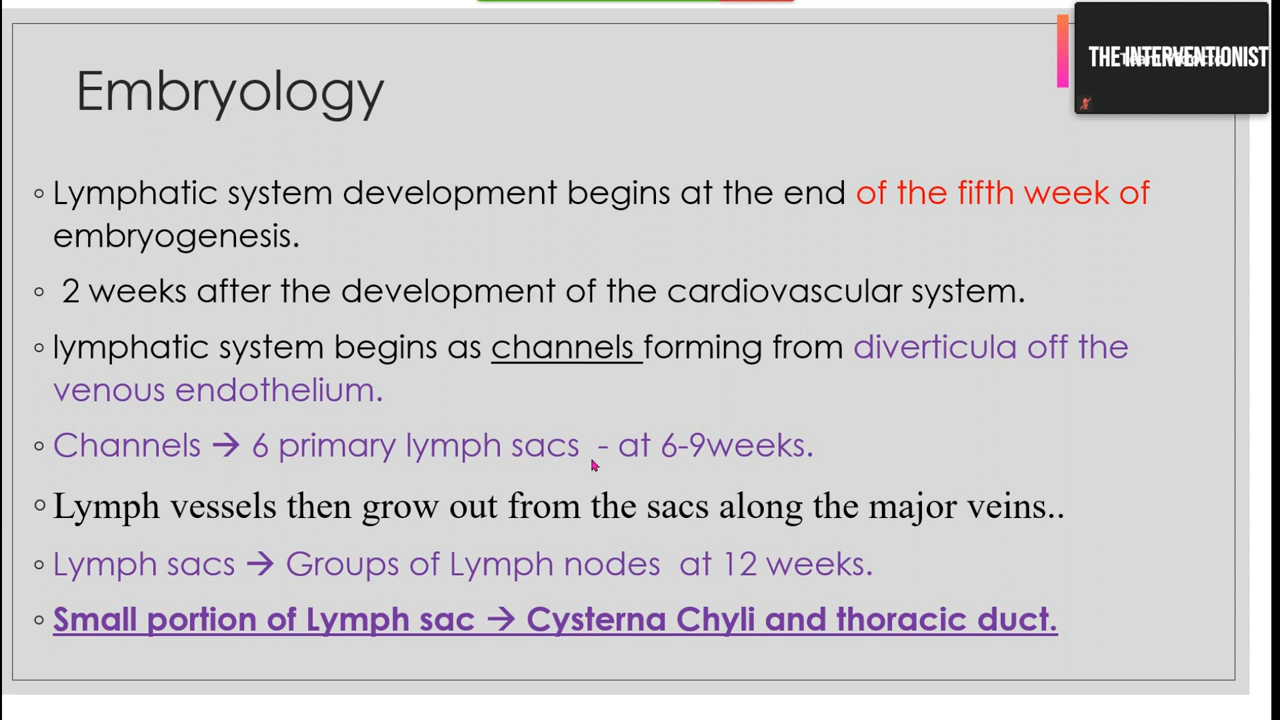 THE INTERVENTIONIST
Embryology
◦ Lymphatic system development begins at the end of the fifth week of
embryogenesis.
◦ 2 weeks after the development of the cardiovascular system.
◦ lymphatic system begins as channels forming from diverticula off the
venous endothelium.
◦ Channels → 6 primary lymph sacs - at 6-9weeks.
◦ Lymph vessels then grow out from the sacs along the major veins..
◦ Lymph sacs → Groups of Lymph nodes at 12 weeks.
◦ Small portion of Lymph sac → Cysterna Chyli and thoracic duct.